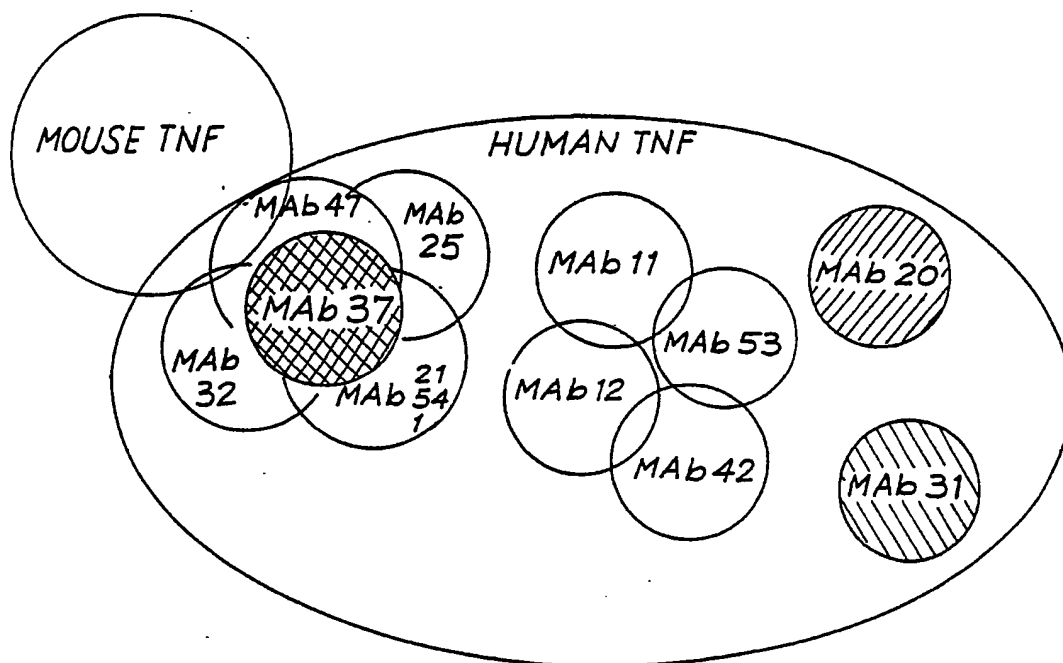 MOUSE TNF
HUMAN TNF
MAb 47
MAb
25
MAb 37
MAb
32
21
MAb 54
1
MAb 11
MAb 12
MAb 53
MAb 42
MAb 20
MAb 31